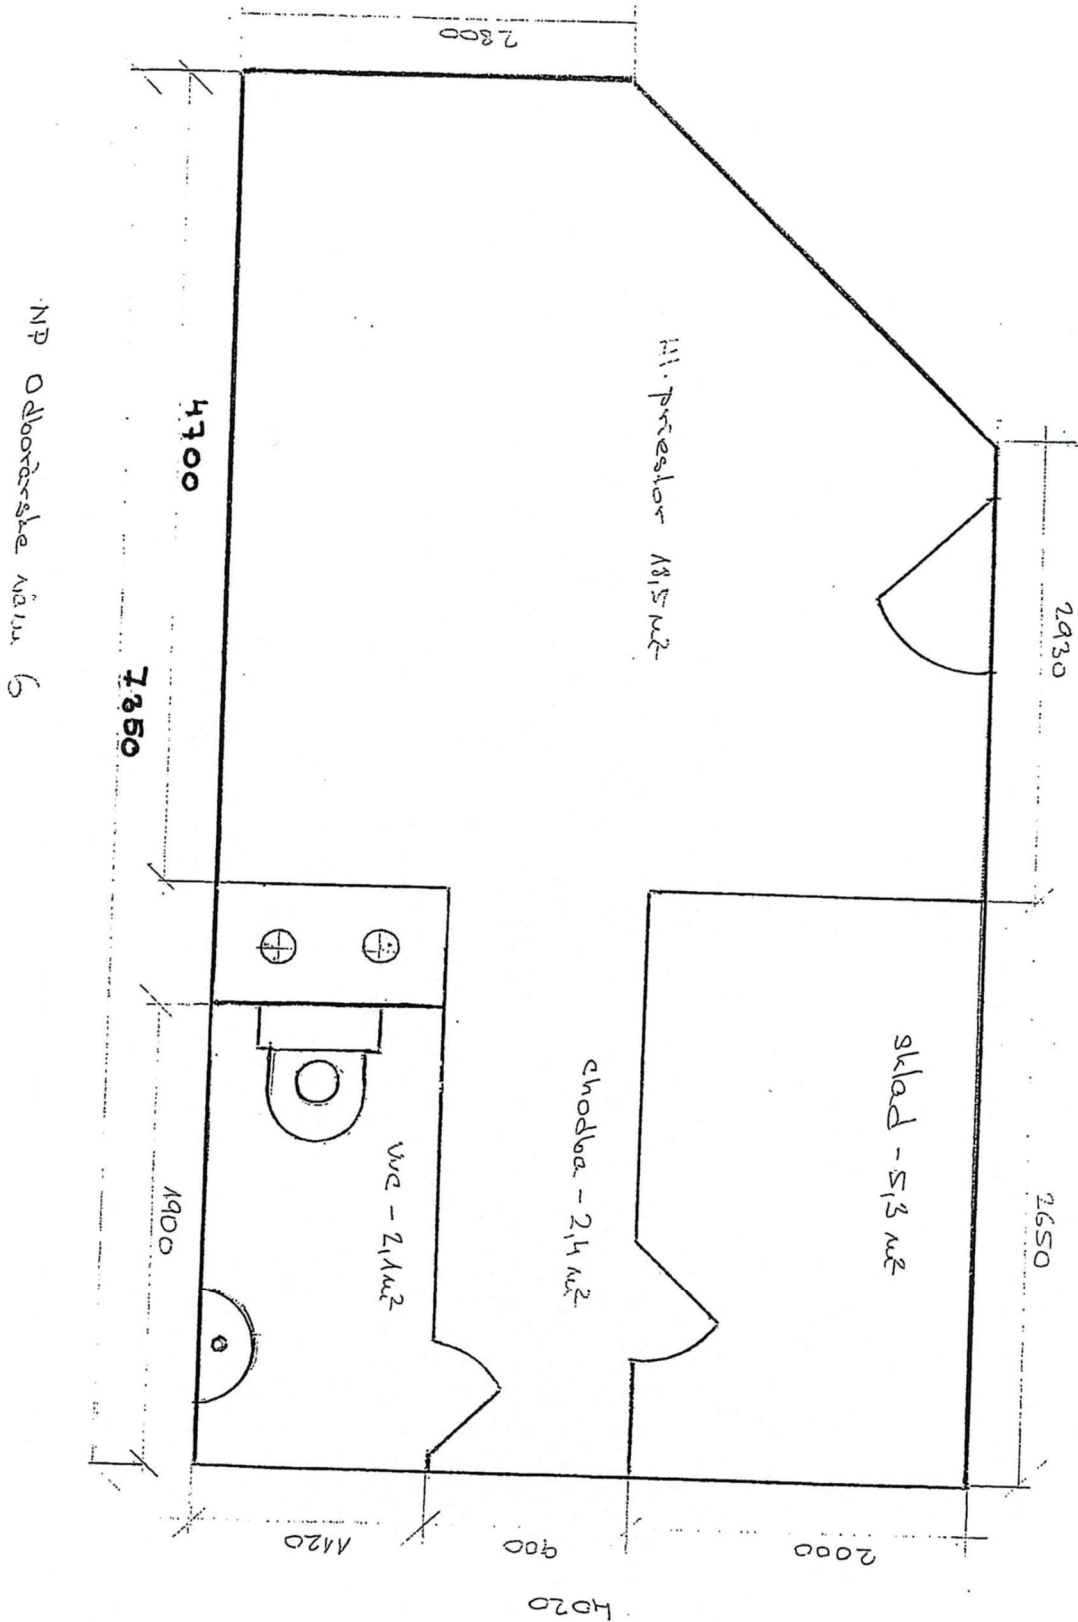 2800
Hl. priestor 18,5 m²
2930
4700
7350
sklad - 5,3 m²
2650
chodba - 2,4 m²
wc - 2,1 m²
1900
1120
900
2000
4020
NP Odborárske nám 6